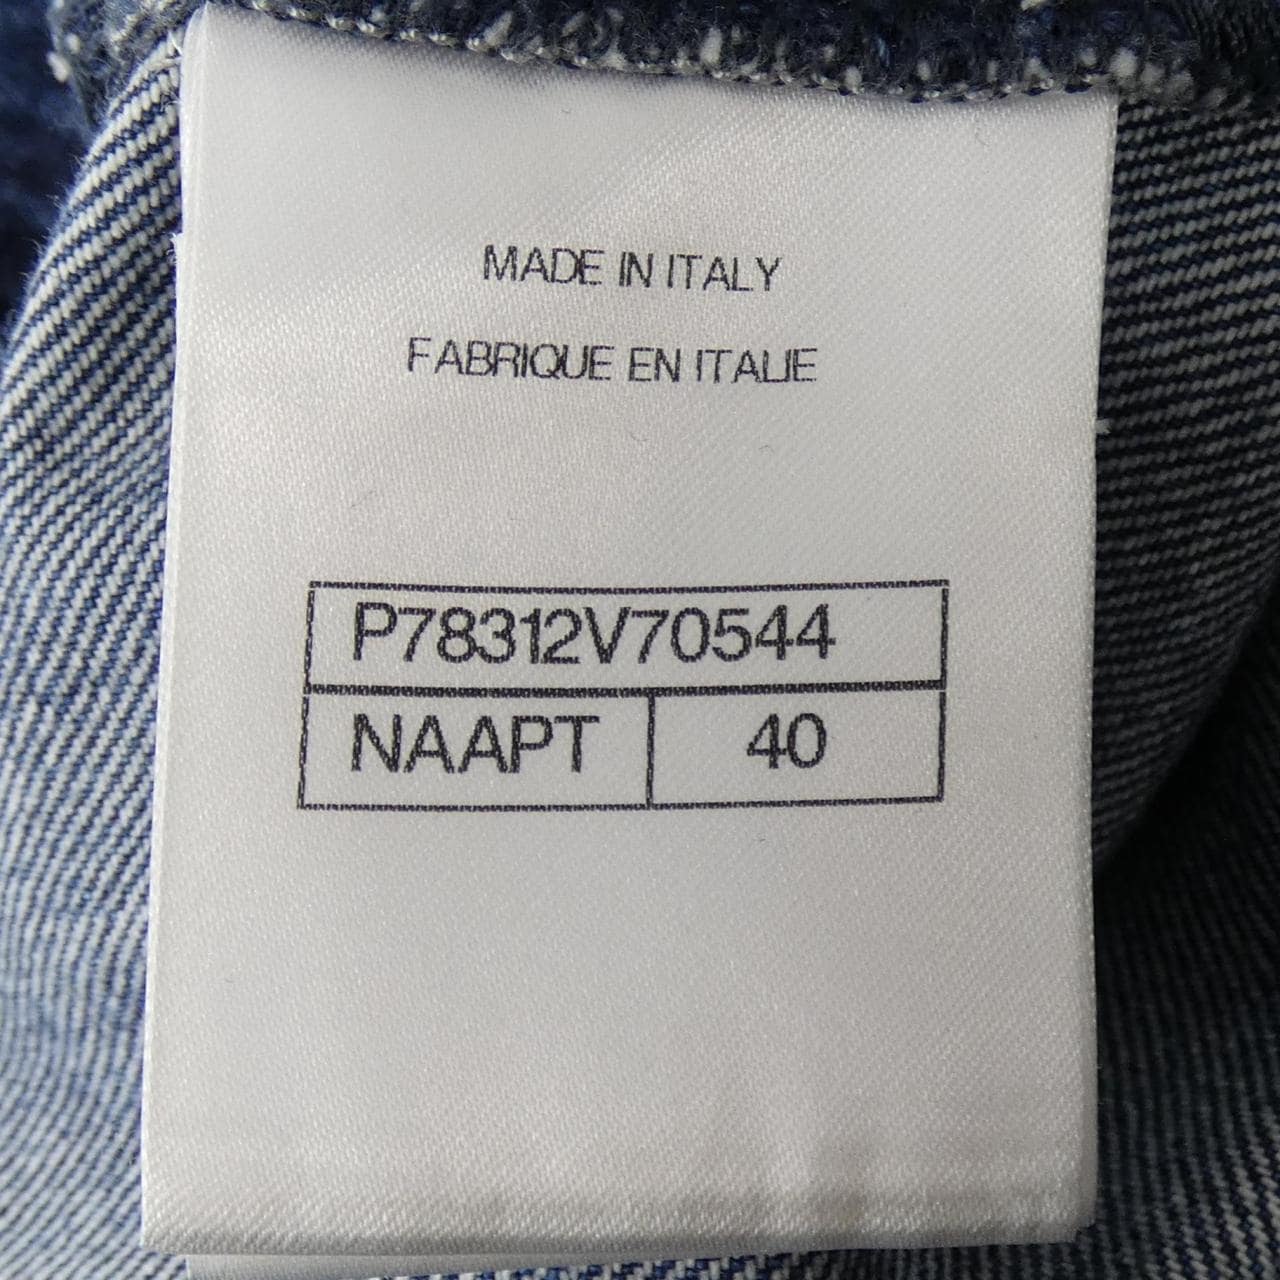 MADE IN ITALY
FABRIQUE EN ITALIE
P78312V70544
NAAPT 40